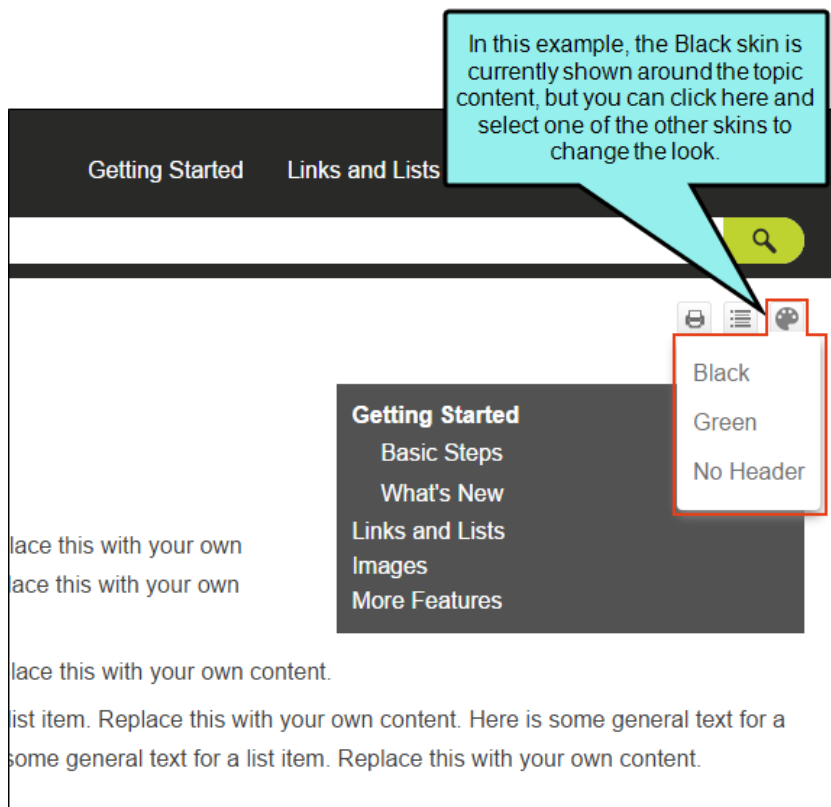 In this example, the Black skin is
currently shown around the topic
content, but you can click here and
select one of the other skins to
change the look.
Getting Started
Links and Lists
Black
Green
No Header
Getting Started
Basic Steps
What's New
Links and Lists
Images
More Features
lace this with your own
lace this with your own
lace this with your own content.
list item. Replace this with your own content. Here is some general text for a
some general text for a list item. Replace this with your own content.